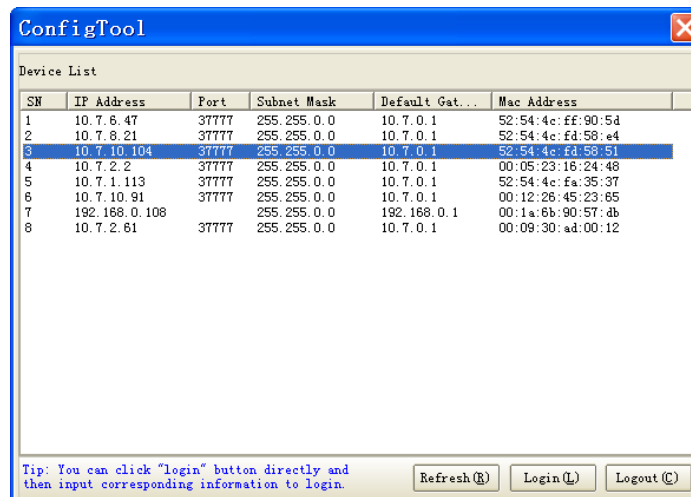 ConfigTool
Device List
SN IP Address Port Subnet Mask Default Gat... Mac Address
1 10.7.6.47 37777 255.255.0.0 10.7.0.1 52:54:4c:ff:90:5d
2 10.7.8.21 37777 255.255.0.0 10.7.0.1 52:54:4c:fd:58:e4
3 10.7.10.104 37777 255.255.0.0 10.7.0.1 52:54:4c:fd:58:51
4 10.7.2.2 37777 255.255.0.0 10.7.0.1 00:05:23:16:24:48
5 10.7.1.113 37777 255.255.0.0 10.7.0.1 52:54:4c:fa:35:37
6 10.7.10.91 37777 255.255.0.0 10.7.0.1 00:12:26:45:23:65
7 192.168.0.108 255.255.0.0 192.168.0.1 00:1a:6b:90:57:db
8 10.7.2.61 37777 255.255.0.0 10.7.0.1 00:09:30:ad:00:12
Tip: You can click "login" button directly and
then input corresponding information to login.
Refresh(R) Login(L) Logout(C)